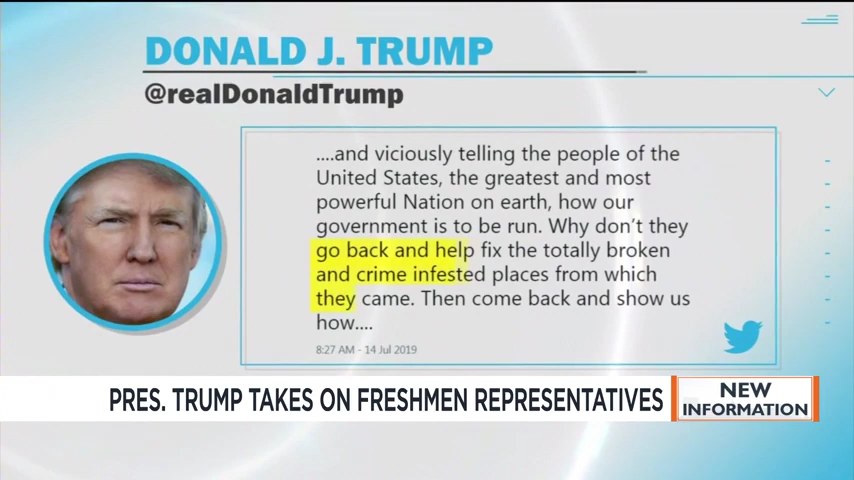 DONALD J. TRUMP
@realDonaldTrump
....and viciously telling the people of the
United States, the greatest and most
powerful Nation on earth, how our
government is to be run. Why don’t they
go back and help fix the totally broken
and crime infested places from which
they came. Then come back and show us
how....
8:27 AM - 14 Jul 2019
PRES. TRUMP TAKES ON FRESHMEN REPRESENTATIVES
NEW
INFORMATION